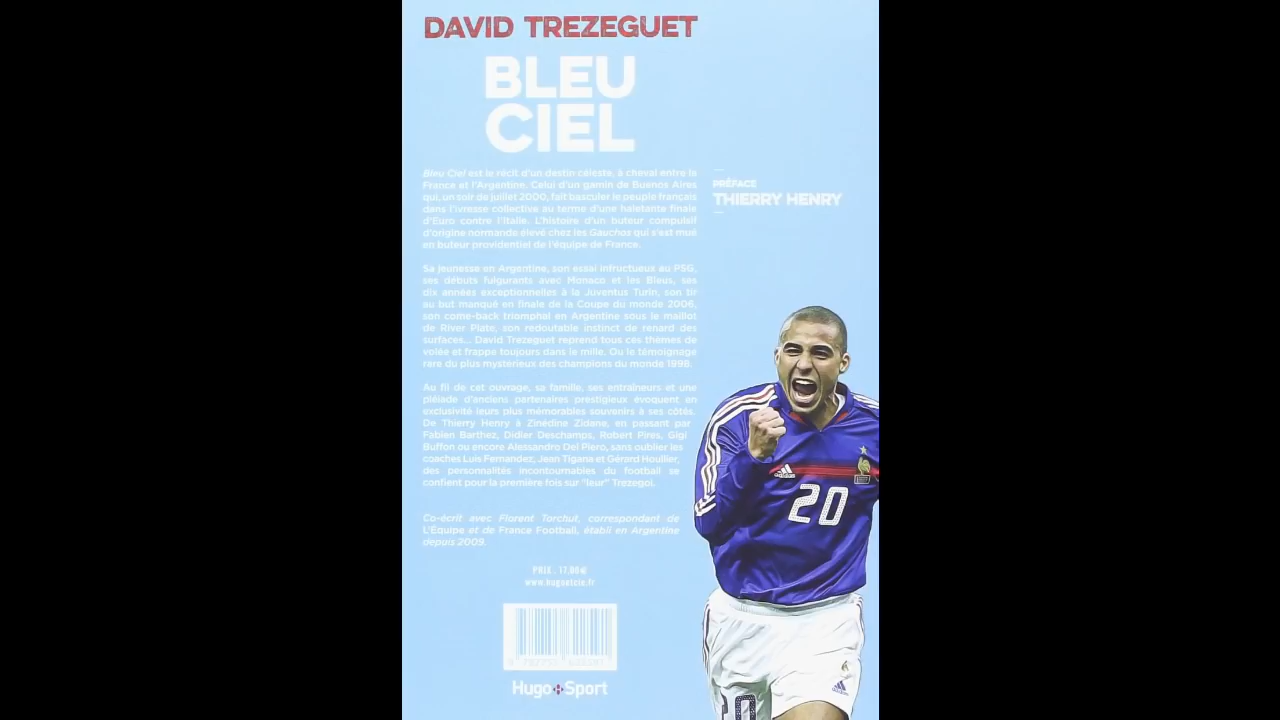 DAVID TREZEGUET
BLEU
CIEL
Bleu Ciel est le récit d'un destin céleste, à cheval entre la
France et l'Argentine. Celui d'un gamin de Buenos Aires
qui, un soir de juillet 2000, fait basculer le peuple français
dans l'ivresse collective au terme d'une haletante finale
d'Euro contre l'Italie. L'histoire d'un buteur compulsif
d'origine normande élevé chez les Gauchos qui s'est mué
en buteur providentiel de l'équipe de France.
PRÉFACE
THIERRY HENRY
Sa jeunesse en Argentine, son essai infructueux au PSG,
ses débuts fulgurants avec Monaco et les Bleus, ses
dix années exceptionnelles à la Juventus Turin, son tir
au but manqué en finale de la Coupe du monde 2006,
son come-back triomphal en Argentine sous le maillot
de River Plate, son redoutable instinct de renard des
surfaces... David Trezeguet reprend tous ces thèmes de
volée et frappe toujours dans le mille. Ou le témoignage
rare du plus mystérieux des champions du monde 1998.
Au fil de cet ouvrage, sa famille, ses entraîneurs et une
pléiade d'anciens partenaires prestigieux évoquent en
exclusivité leurs plus mémorables souvenirs à ses côtés.
De Thierry Henry à Zinédine Zidane, en passant par
Fabien Barthez, Didier Deschamps, Robert Pires, Gigi
Buffon ou encore Alessandro Del Piero, sans oublier les
coaches Luis Fernandez, Jean Tigana et Gérard Houllier,
des personnalités incontournables du football se
confient pour la première fois sur "leur" Trezegol.
Co-écrit avec Florent Torchut, correspondant de
L'Équipe et de France Football, établi en Argentine
depuis 2009.
PRIX : 17,00€
www.hugoetcie.fr
Hugo Sport
adidas
20
adidas
20